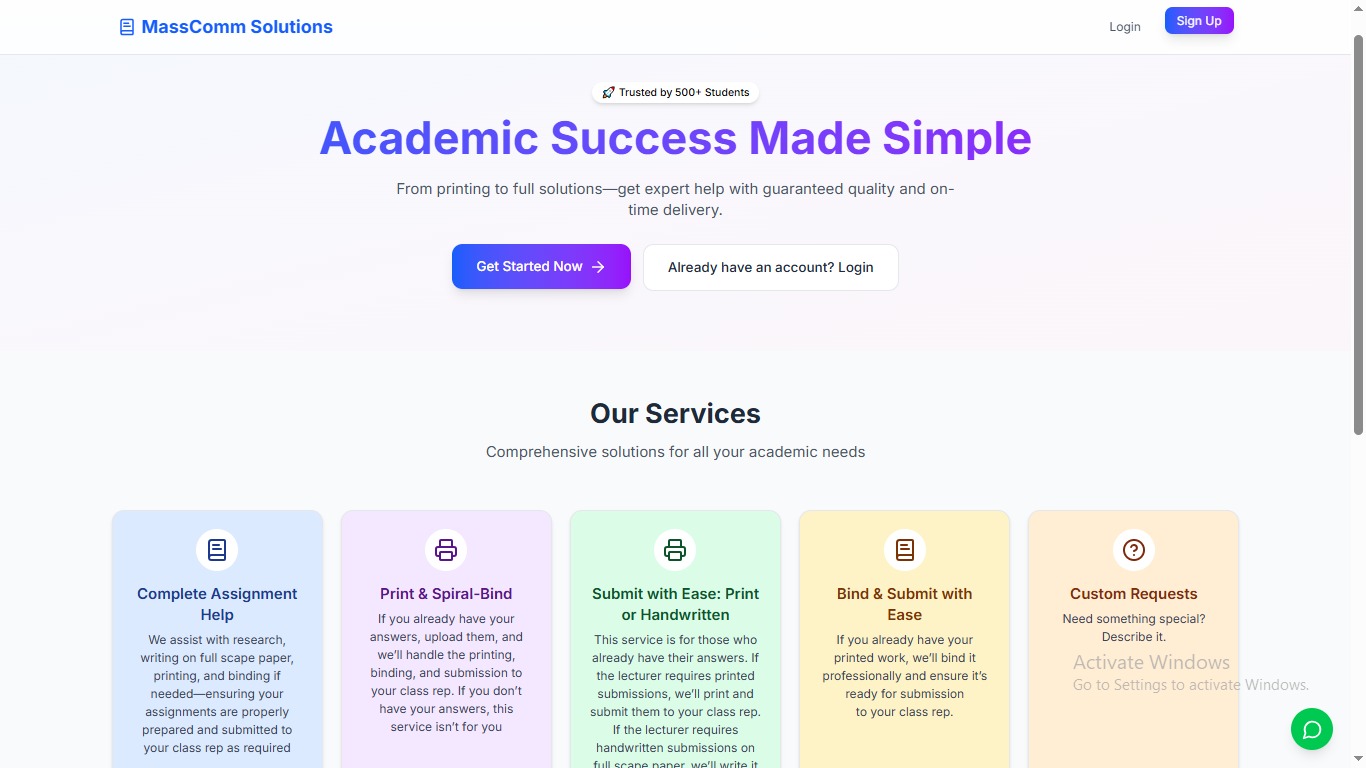 MassComm Solutions
Login
Sign Up
🚀 Trusted by 500+ Students
Academic Success Made Simple
From printing to full solutions—get expert help with guaranteed quality and on-
time delivery.
Get Started Now →
Already have an account? Login
Our Services
Comprehensive solutions for all your academic needs
Complete Assignment
Help
We assist with research,
writing on full scape paper,
printing, and binding if
needed—ensuring your
assignments are properly
prepared and submitted to
your class rep as required
Print & Spiral-Bind
If you already have your
answers, upload them, and
we’ll handle the printing,
binding, and submission to
your class rep. If you don’t
have your answers, this
service isn’t for you
Submit with Ease: Print
or Handwritten
This service is for those who
already have their answers. If
the lecturer requires printed
submissions, we’ll print and
submit them to your class rep.
If the lecturer requires
handwritten submissions on
full scape paper, we’ll write it
Bind & Submit with
Ease
If you already have your
printed work, we’ll bind it
professionally and ensure it’s
ready for submission
to your class rep.
Custom Requests
Need something special?
Describe it.
Activate Windows
Go to Settings to activate Windows.